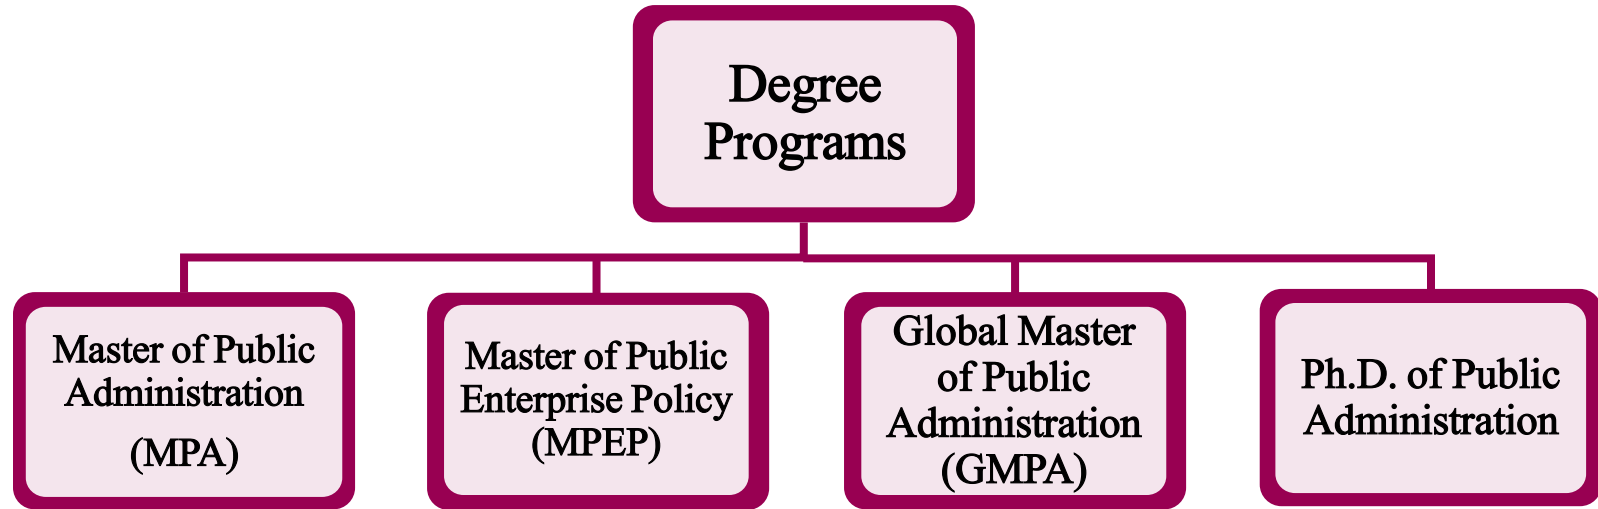 Degree
Programs
Master of Public
Administration
(MPA)
Master of Public
Enterprise Policy
(MPEP)
Global Master
of Public
Administration
(GMPA)
Ph.D. of Public
Administration